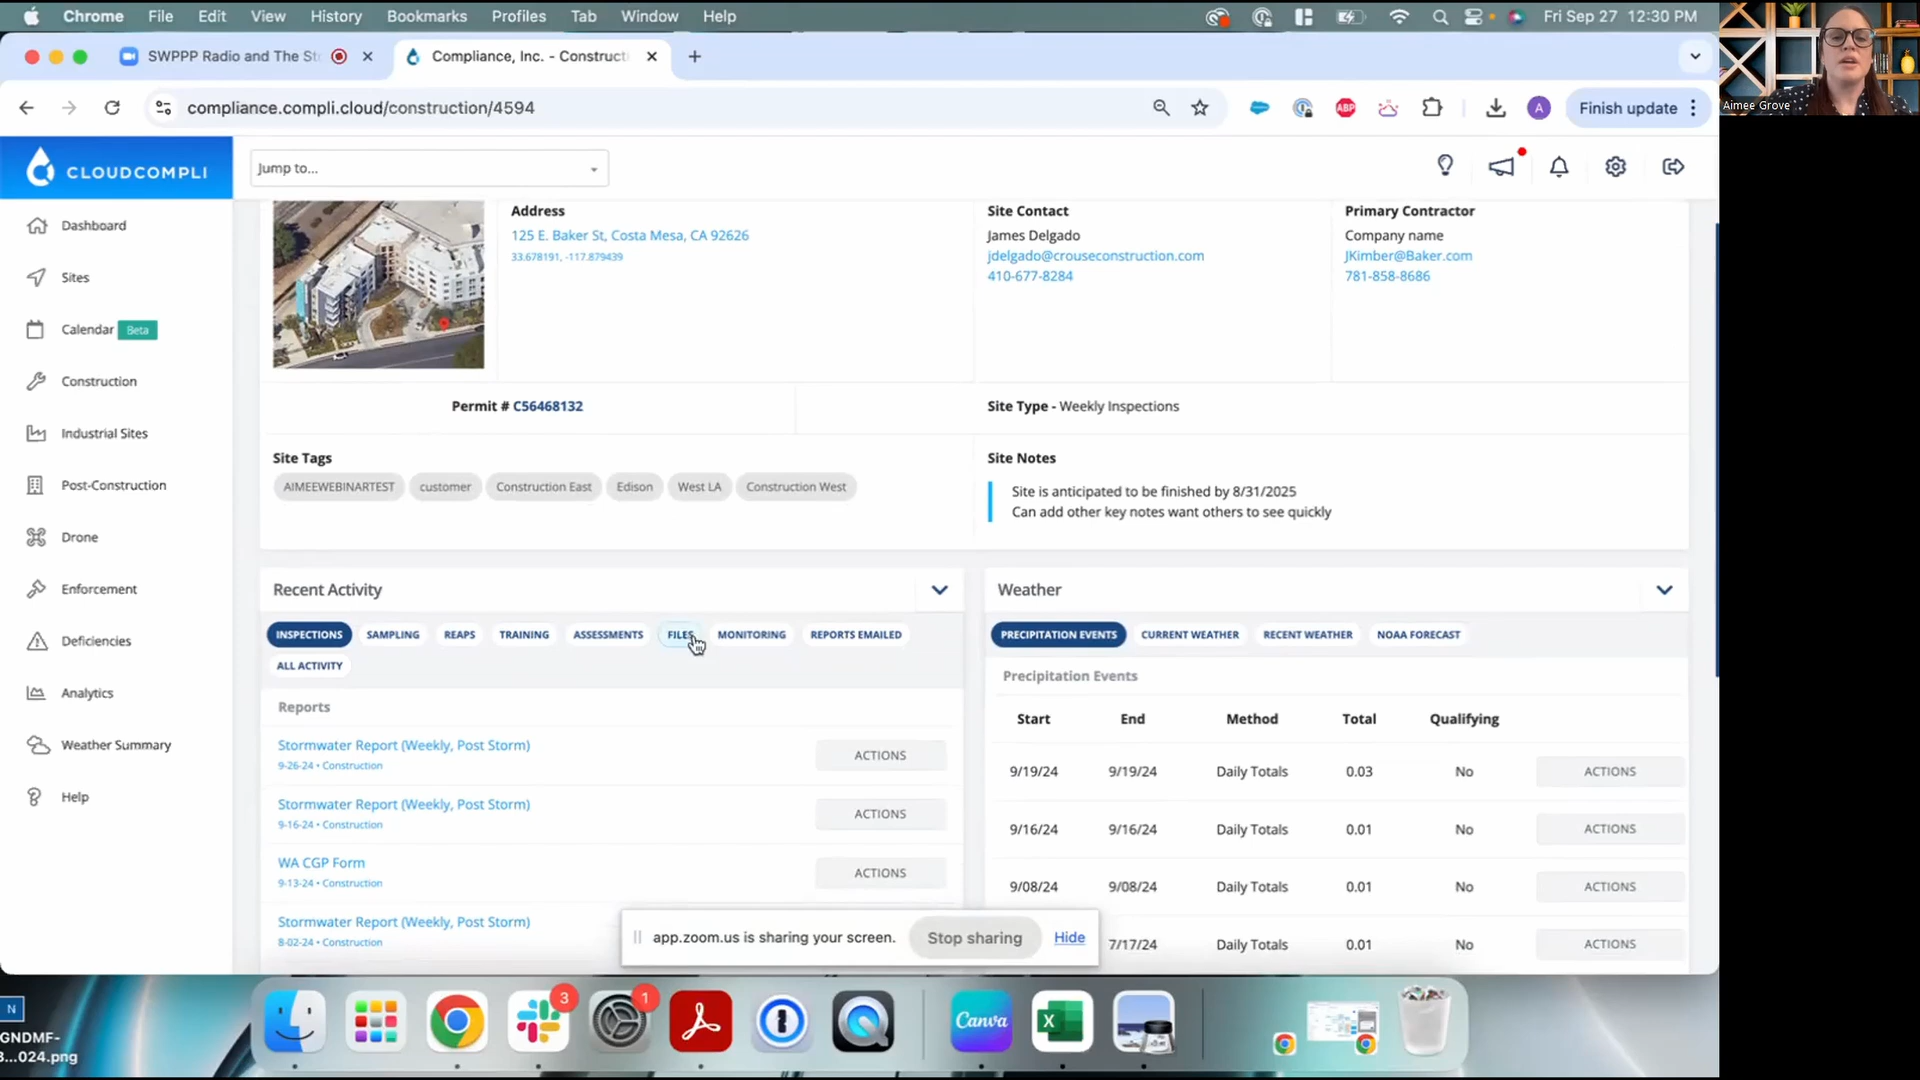 Chrome File Edit View History Bookmarks Profiles Tab Window Help Fri Sep 27 12:30 PM
SWPPP Radio and The St
Compliance, Inc. - Constructi
compliance.compli.cloud/construction/4594
ABP
A
Finish update
Aimee Grove
CLOUDCOMPLI
Jump to...
Dashboard
Sites
Calendar Beta
Construction
Industrial Sites
Post-Construction
Drone
Enforcement
Deficiencies
Analytics
Weather Summary
Help
Address
125 E. Baker St, Costa Mesa, CA 92626
33.678191, -117.879439
Site Contact
James Delgado
jdelgado@crouseconstruction.com
410-677-8284
Primary Contractor
Company name
JKimber@Baker.com
781-858-8686
Permit # C56468132
Site Type - Weekly Inspections
Site Tags
AIMEEWEBINARTEST customer Construction East Edison West LA Construction West
Site Notes
Site is anticipated to be finished by 8/31/2025
Can add other key notes want others to see quickly
Recent Activity
INSPECTIONS SAMPLING REAPS TRAINING ASSESSMENTS FILES MONITORING REPORTS EMAILED
ALL ACTIVITY
Reports
Stormwater Report (Weekly, Post Storm) ACTIONS
9-26-24 • Construction
Stormwater Report (Weekly, Post Storm) ACTIONS
9-16-24 • Construction
WA CGP Form ACTIONS
9-13-24 • Construction
Stormwater Report (Weekly, Post Storm)
8-02-24 • Construction
Weather
PRECIPITATION EVENTS CURRENT WEATHER RECENT WEATHER NOAA FORECAST
Precipitation Events
Start End Method Total Qualifying
9/19/24 9/19/24 Daily Totals 0.03 No ACTIONS
9/16/24 9/16/24 Daily Totals 0.01 No ACTIONS
9/08/24 9/08/24 Daily Totals 0.01 No ACTIONS
7/17/24 Daily Totals 0.01 No ACTIONS
app.zoom.us is sharing your screen. Stop sharing Hide
N
GNDMF-
3...024.png
3
1
Canva
X